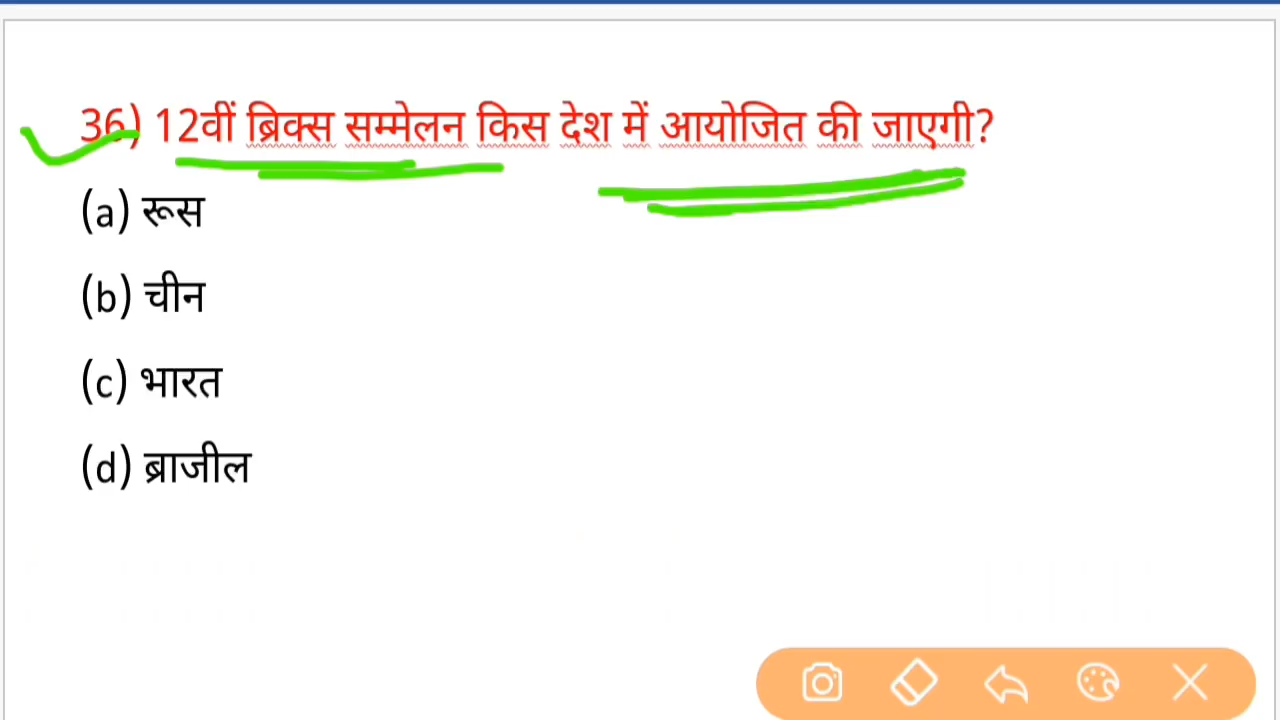 36) 12वीं ब्रिक्स सम्मेलन किस देश में आयोजित की जाएगी?
(a) रूस
(b) चीन
(c) भारत
(d) ब्राजील